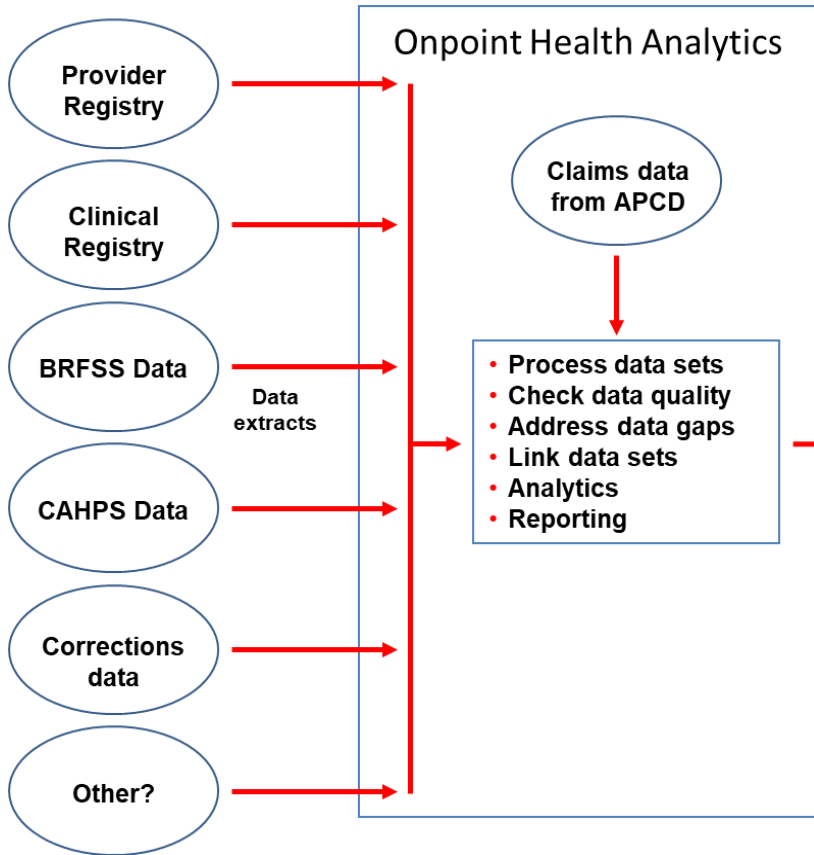 Onpoint Health Analytics
Provider
Registry
Clinical
Registry
BRFSS Data
Data
extracts
CAHPS Data
Corrections
data
Other?
Claims data
from APCD
• Process data sets
• Check data quality
• Address data gaps
• Link data sets
• Analytics
• Reporting